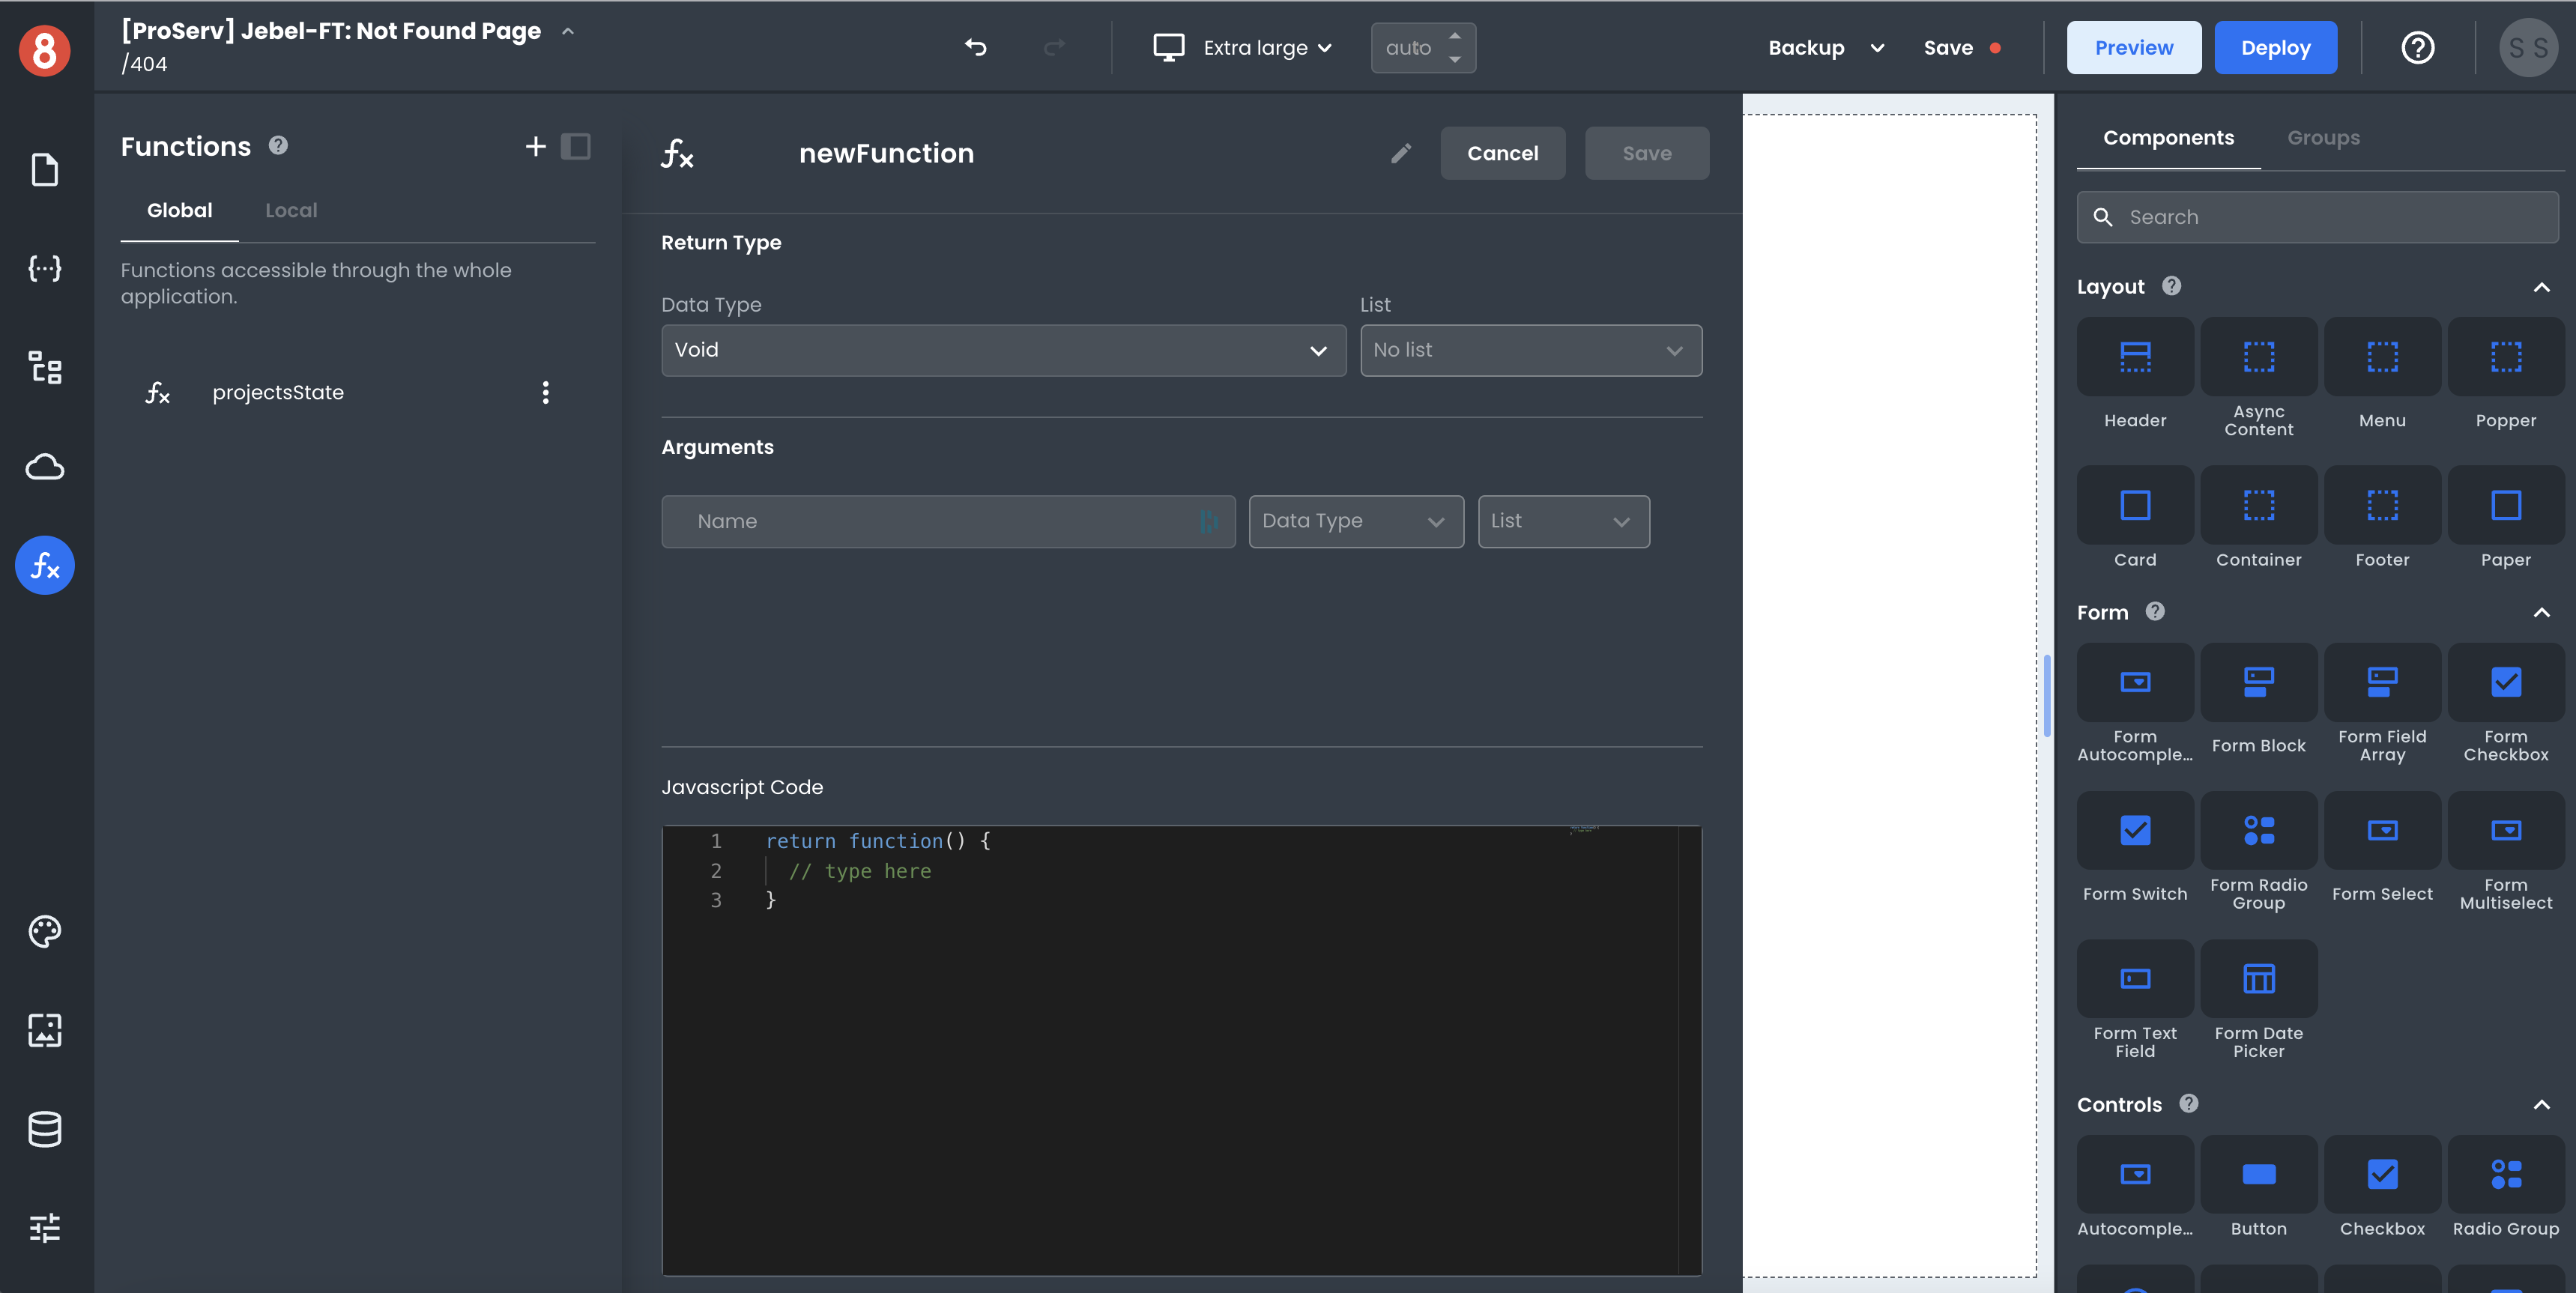 8
[ProServ] Jebel-FT: Not Found Page
/404
Extra large
auto
Backup
Save
Preview
Deploy
?
S S
Functions ?
Global
Local
Functions accessible through the whole
application.
projectsState
newFunction
Cancel
Save
Return Type
Data Type
List
Void
No list
Arguments
Name
Data Type
List
Javascript Code
1 return function() {
2 // type here
3 }
Components
Groups
Search
Layout ?
Header
Async
Content
Menu
Popper
Card
Container
Footer
Paper
Form ?
Form
Autocomple...
Form Block
Form Field
Array
Form
Checkbox
Form Switch
Form Radio
Group
Form Select
Form
Multiselect
Form Text
Field
Form Date
Picker
Controls ?
Autocomple...
Button
Checkbox
Radio Group